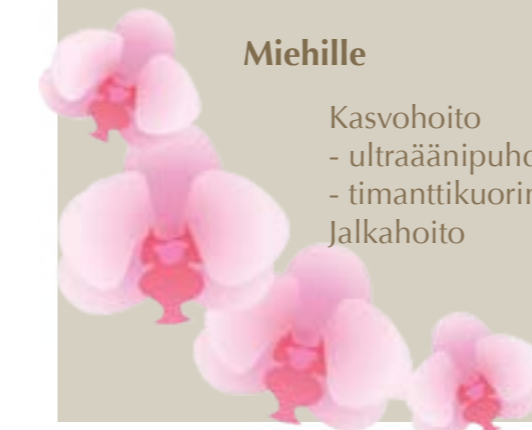 Miehille
Kasvohoito
- ultraäänipuho
- timanttikuorin
Jalkahoito